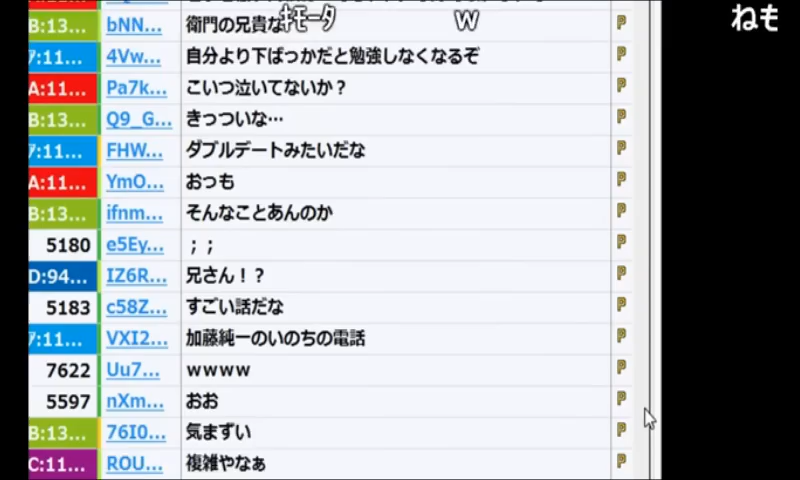 B:13... bNN... 衛門の兄貴な ｷﾓｰﾀ w P ねも
ｱ:11... 4Vw... 自分より下ばっかだと勉強しなくなるぞ P
A:11... Pa7k... こいつ泣いてないか？ P
B:13... Q9_G... きっついな… P
ｱ:11... FHW... ダブルデートみたいだな P
A:11... YmO... おっも P
B:13... ifnm... そんなことあんのか P
5180 e5Ey... ；； P
D:94... IZ6R... 兄さん！？ P
5183 c58Z... すごい話だな P
ｱ:11... VXI2... 加藤純一のいのちの電話 P
7622 Uu7... wwww P
5597 nXm... おお P
B:13... 76I0... 気まずい P
C:11... ROU... 複雑やなぁ P